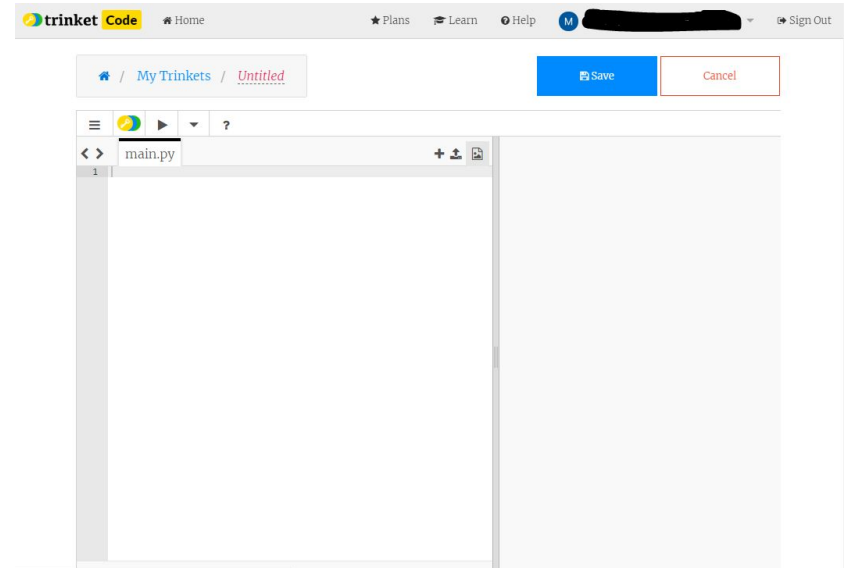 trinket Code Home Plans Learn Help M Sign Out
/ My Trinkets / Untitled Save Cancel
?
< > main.py +
1